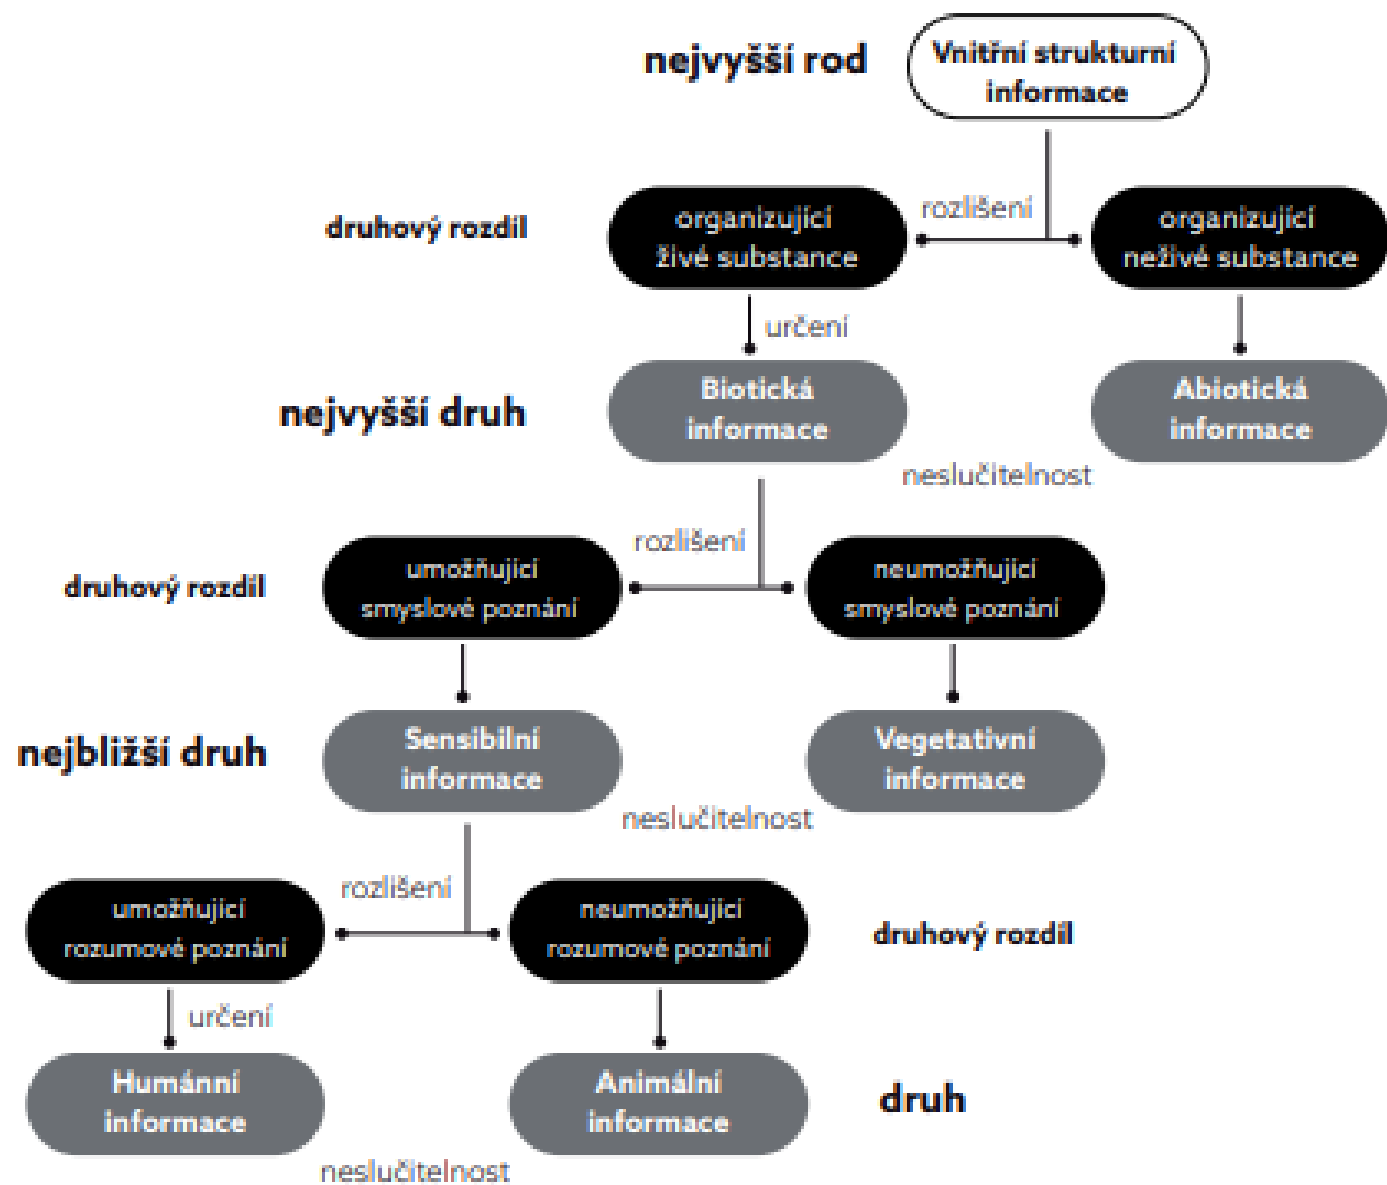 nejvyšší rod
Vnitřní strukturní
informace
druhový rozdíl
organizující
živé substance
rozlišení
organizující
neživé substance
určení
nejvyšší druh
Biotická
informace
Abiotická
informace
neslučitelnost
rozlišení
druhový rozdíl
umožňující
smyslové poznání
neumožňující
smyslové poznání
nejbližší druh
Sensibilní
informace
Vegetativní
informace
neslučitelnost
rozlišení
umožňující
rozumové poznání
neumožňující
rozumové poznání
druhový rozdíl
určení
Humánní
informace
Animální
informace
druh
neslučitelnost